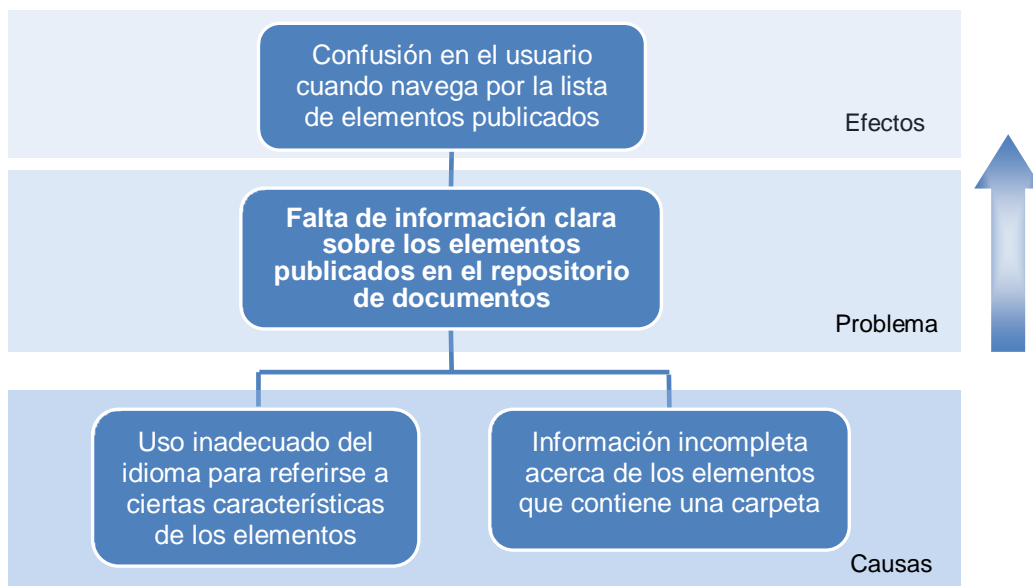 Confusión en el usuario
cuando navega por la lista
de elementos publicados
Efectos
Falta de información clara
sobre los elementos
publicados en el repositorio
de documentos
Problema
Uso inadecuado del
idioma para referirse a
ciertas características
de los elementos
Información incompleta
acerca de los elementos
que contiene una carpeta
Causas